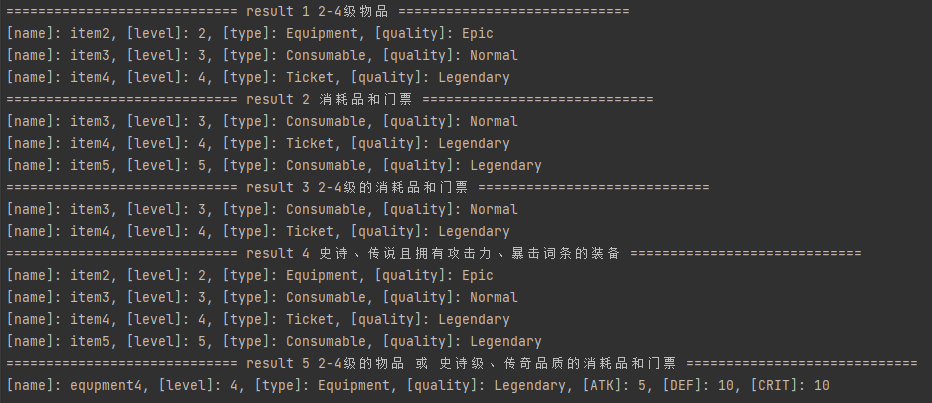 ============================= result 1 2-4级物品 =============================
[name]: item2, [level]: 2, [type]: Equipment, [quality]: Epic
[name]: item3, [level]: 3, [type]: Consumable, [quality]: Normal
[name]: item4, [level]: 4, [type]: Ticket, [quality]: Legendary
============================= result 2 消耗品和门票 =============================
[name]: item3, [level]: 3, [type]: Consumable, [quality]: Normal
[name]: item4, [level]: 4, [type]: Ticket, [quality]: Legendary
[name]: item5, [level]: 5, [type]: Consumable, [quality]: Legendary
============================= result 3 2-4级的消耗品和门票 =============================
[name]: item3, [level]: 3, [type]: Consumable, [quality]: Normal
[name]: item4, [level]: 4, [type]: Ticket, [quality]: Legendary
============================= result 4 史诗、传说且拥有攻击力、暴击词条的装备 =============================
[name]: item2, [level]: 2, [type]: Equipment, [quality]: Epic
[name]: item3, [level]: 3, [type]: Consumable, [quality]: Normal
[name]: item4, [level]: 4, [type]: Ticket, [quality]: Legendary
[name]: item5, [level]: 5, [type]: Consumable, [quality]: Legendary
============================= result 5 2-4级的物品 或 史诗级、传奇品质的消耗品和门票 =============================
[name]: equpment4, [level]: 4, [type]: Equipment, [quality]: Legendary, [ATK]: 5, [DEF]: 10, [CRIT]: 10